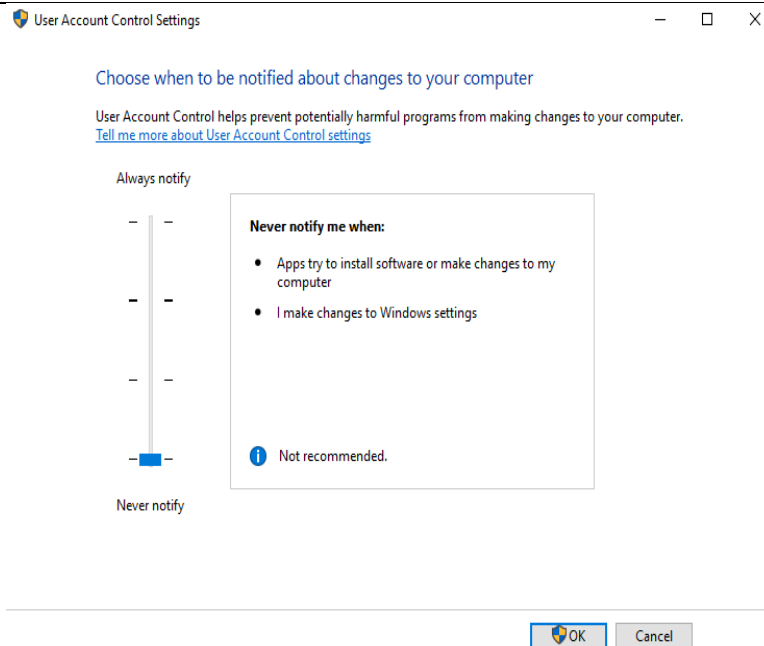 User Account Control Settings
Choose when to be notified about changes to your computer
User Account Control helps prevent potentially harmful programs from making changes to your computer.
Tell me more about User Account Control settings
Always notify
Never notify me when:
• Apps try to install software or make changes to my
computer
• I make changes to Windows settings
Not recommended.
Never notify
OK Cancel